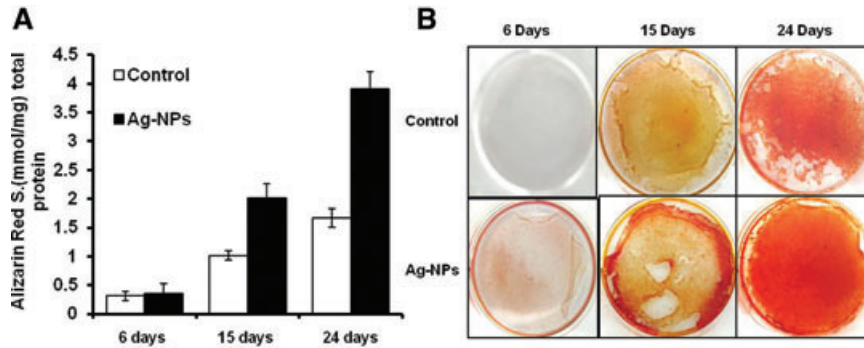 A
Alizarin Red S.(mmol/mg) total
protein
4.5
4
3.5
3
2.5
2
1.5
1
0.5
0
Control
Ag-NPs
6 days
15 days
24 days
B
6 Days
15 Days
24 Days
Control
Ag-NPs